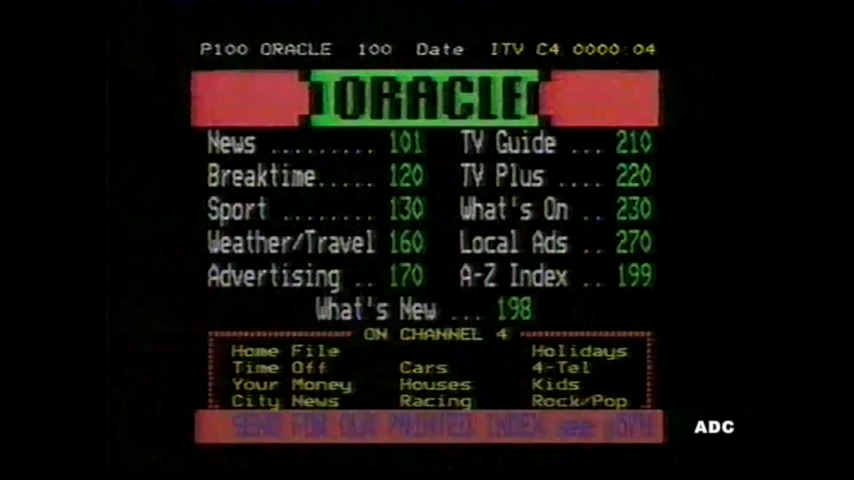 P100 ORACLE 100 Date ITV C4 0000:04
ORACLE
News ......... 101 TV Guide ... 210
Breaktime..... 120 TV Plus .... 220
Sport ........ 130 What's On .. 230
Weather/Travel 160 Local Ads .. 270
Advertising .. 170 A-Z Index .. 199
What's New ... 198
ON CHANNEL 4
Home File Holidays
Time Off Cars 4-Tel
Your Money Houses Kids
City News Racing Rock/Pop
SEND FOR OUR PRINTED INDEX see
ADC